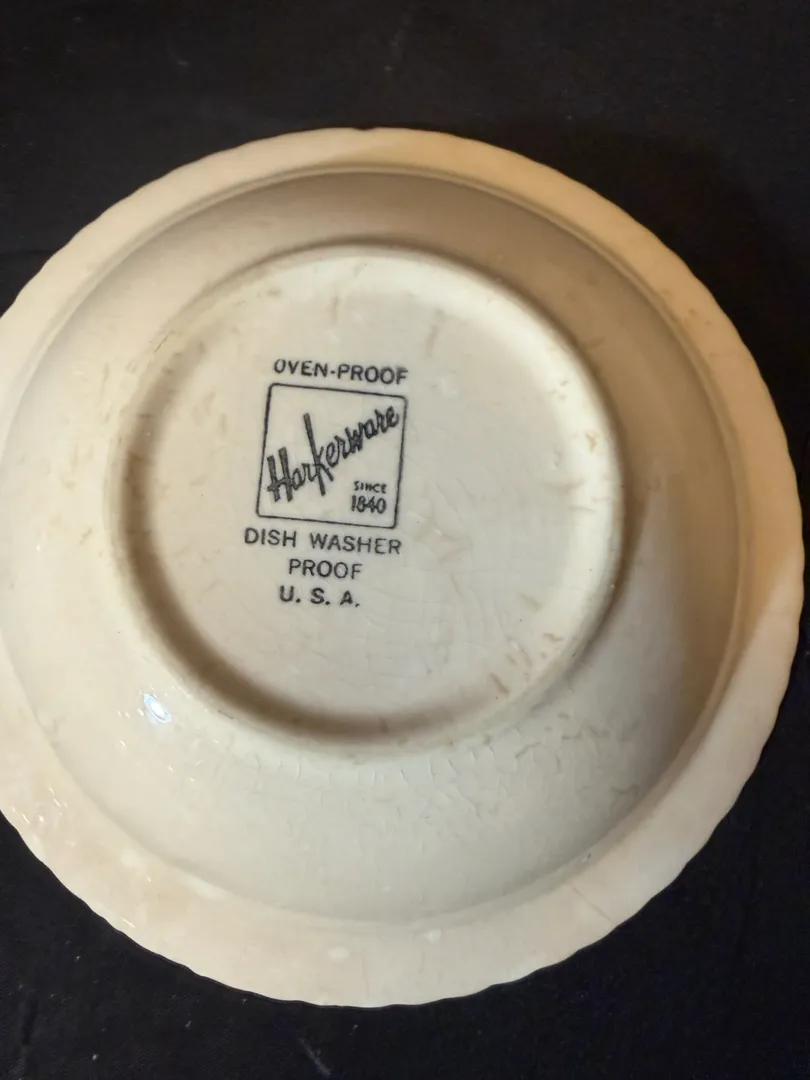 OVEN-PROOF
Harkerware
SINCE
1840
DISH WASHER
PROOF
U. S. A.